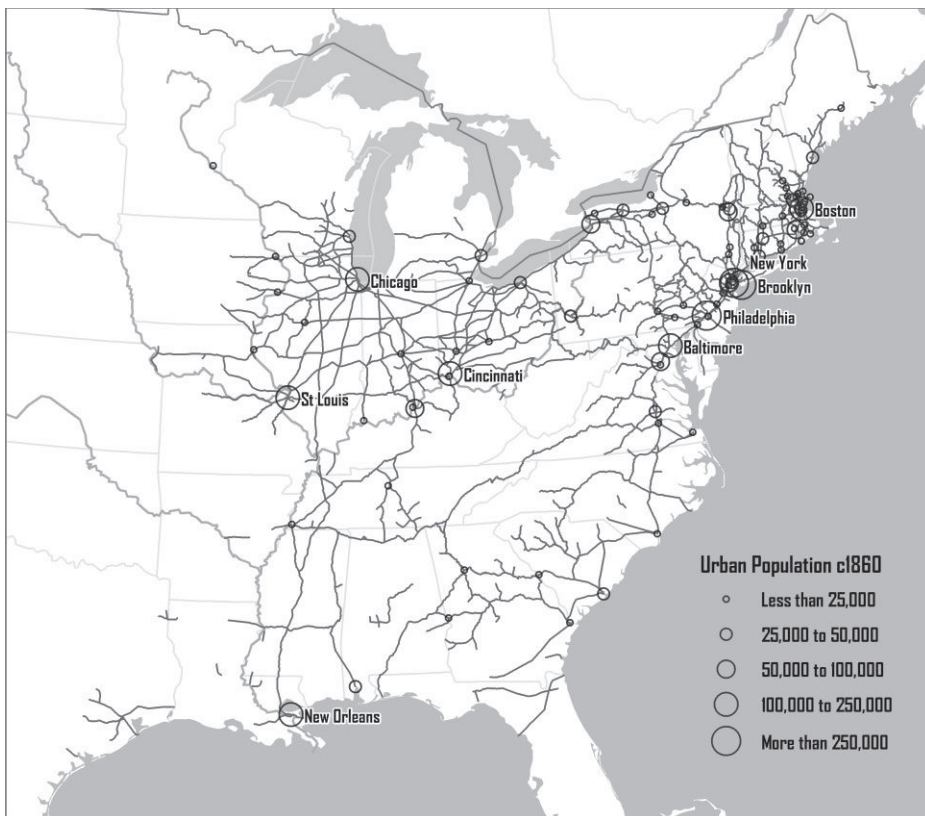 Boston
New York
Brooklyn
Chicago
Philadelphia
Baltimore
Cincinnati
St Louis
New Orleans
Urban Population c1860
Less than 25,000
25,000 to 50,000
50,000 to 100,000
100,000 to 250,000
More than 250,000